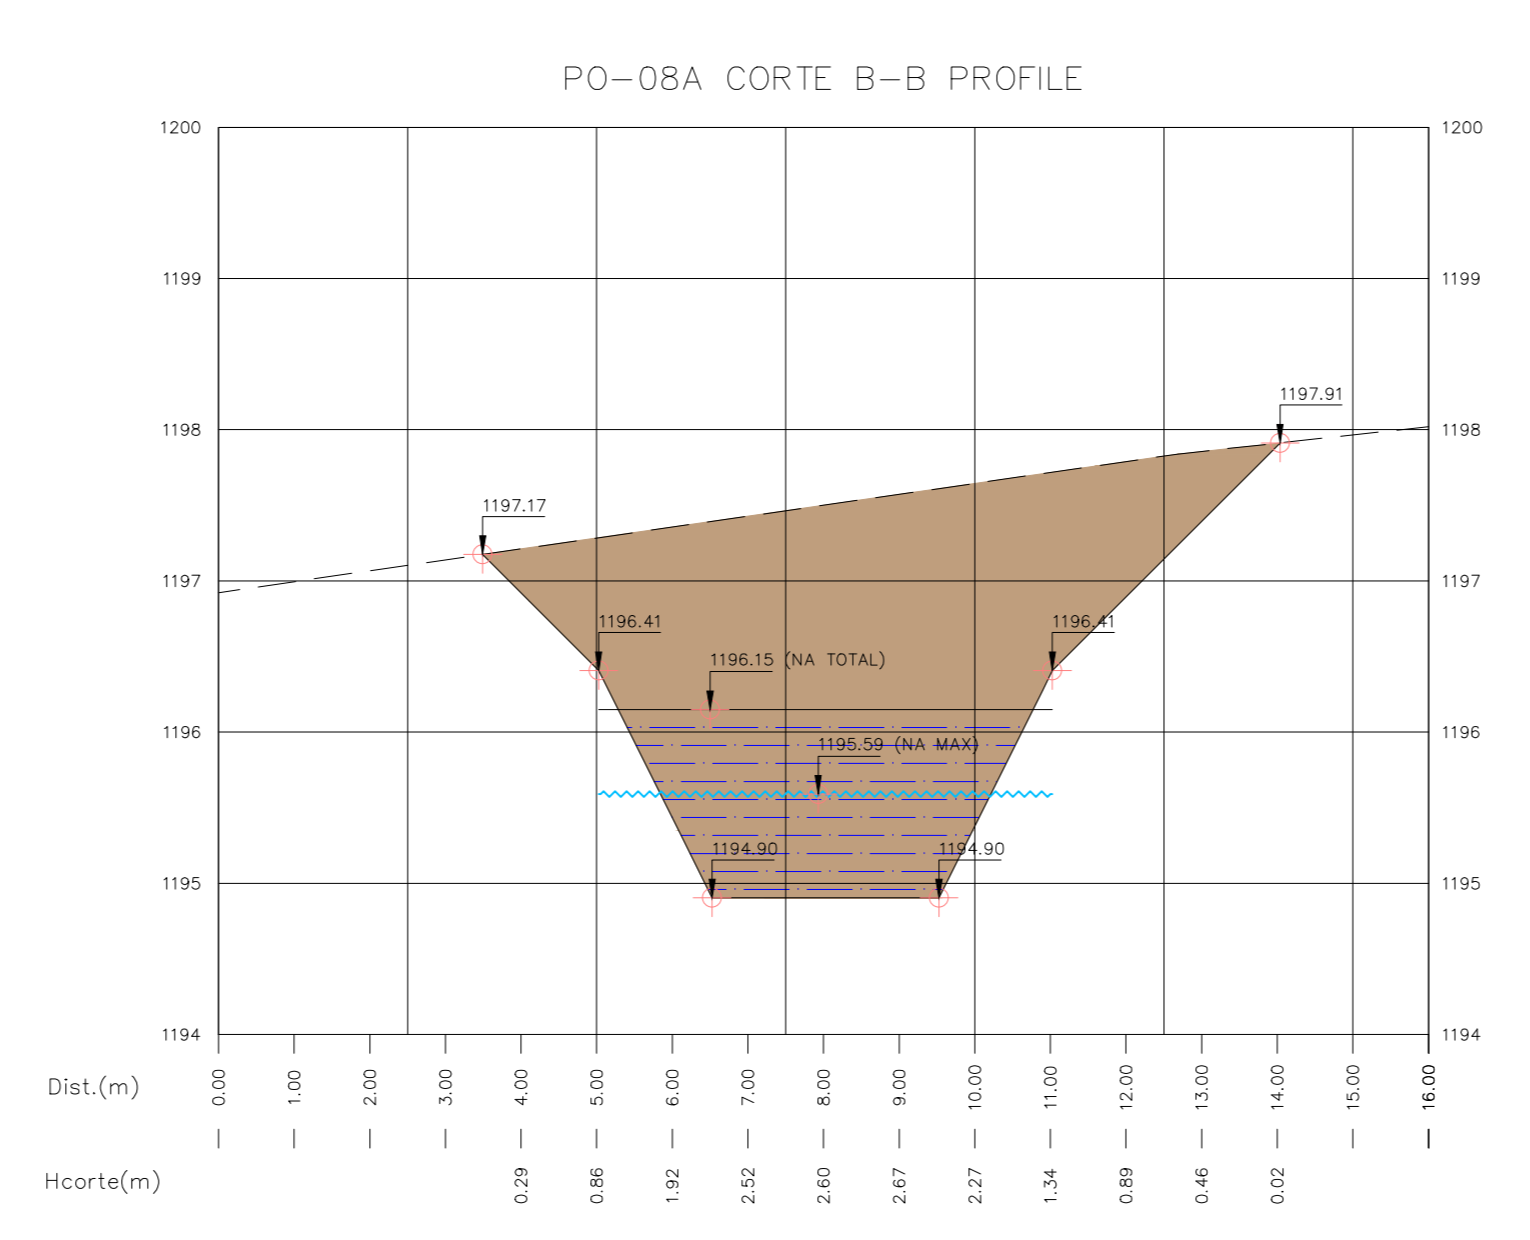 PO-08A CORTE B-B PROFILE
1200 1200
1199 1199
1197.91
1198 1198
1197.17
1197 1197
1196.41 1196.41
1196.15 (NA TOTAL)
1196 1196
1195.59 (NA MAX)
1194.90 1194.90
1195 1195
1194 1194
Dist.(m) 0.00 1.00 2.00 3.00 4.00 5.00 6.00 7.00 8.00 9.00 10.00 11.00 12.00 13.00 14.00 15.00 16.00
Hcorte(m) 0.29 0.86 1.92 2.52 2.60 2.67 2.27 1.34 0.89 0.46 0.02